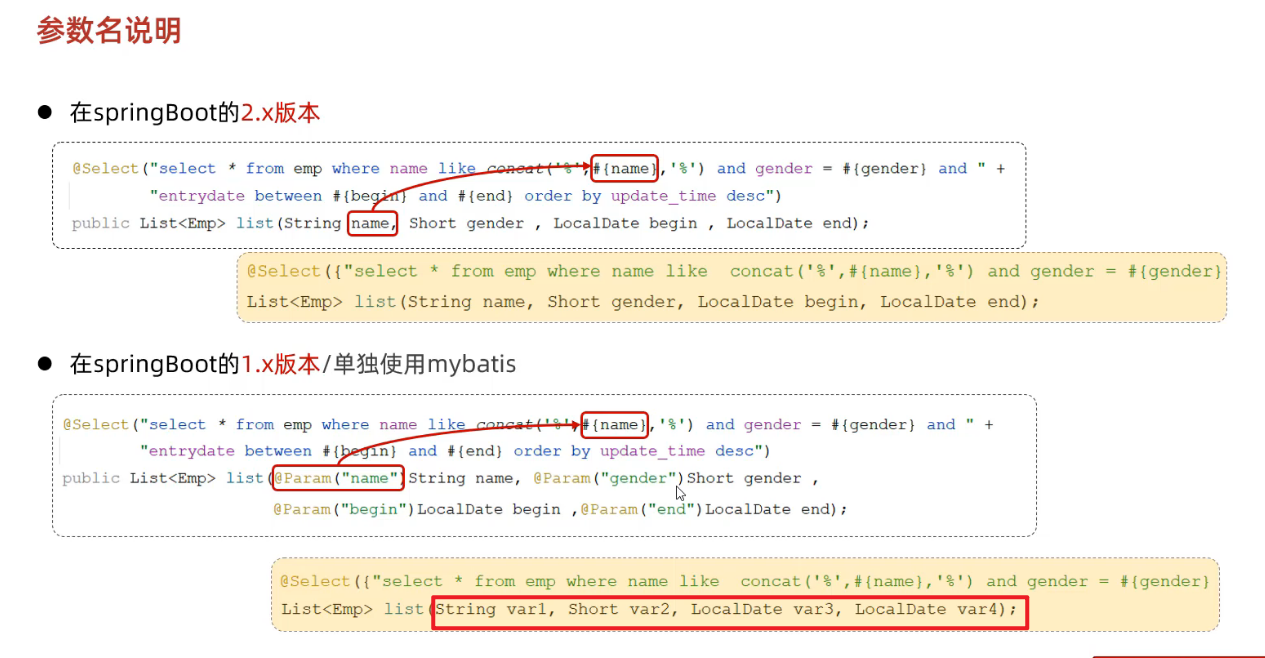 参数名说明
● 在springBoot的2.x版本
@Select("select * from emp where name like concat('%',#{name},'%') and gender = #{gender} and " +
"entrydate between #{begin} and #{end} order by update_time desc")
public List<Emp> list(String name, Short gender , LocalDate begin , LocalDate end);
@Select({"select * from emp where name like  concat('%',#{name},'%') and gender = #{gender}
List<Emp> list(String name, Short gender, LocalDate begin, LocalDate end);
● 在springBoot的1.x版本/单独使用mybatis
@Select("select * from emp where name like concat('%',#{name},'%') and gender = #{gender} and " +
"entrydate between #{begin} and #{end} order by update_time desc")
public List<Emp> list(@Param("name")String name, @Param("gender")Short gender ,
@Param("begin")LocalDate begin ,@Param("end")LocalDate end);
@Select({"select * from emp where name like  concat('%',#{name},'%') and gender = #{gender}
List<Emp> list(String var1, Short var2, LocalDate var3, LocalDate var4);